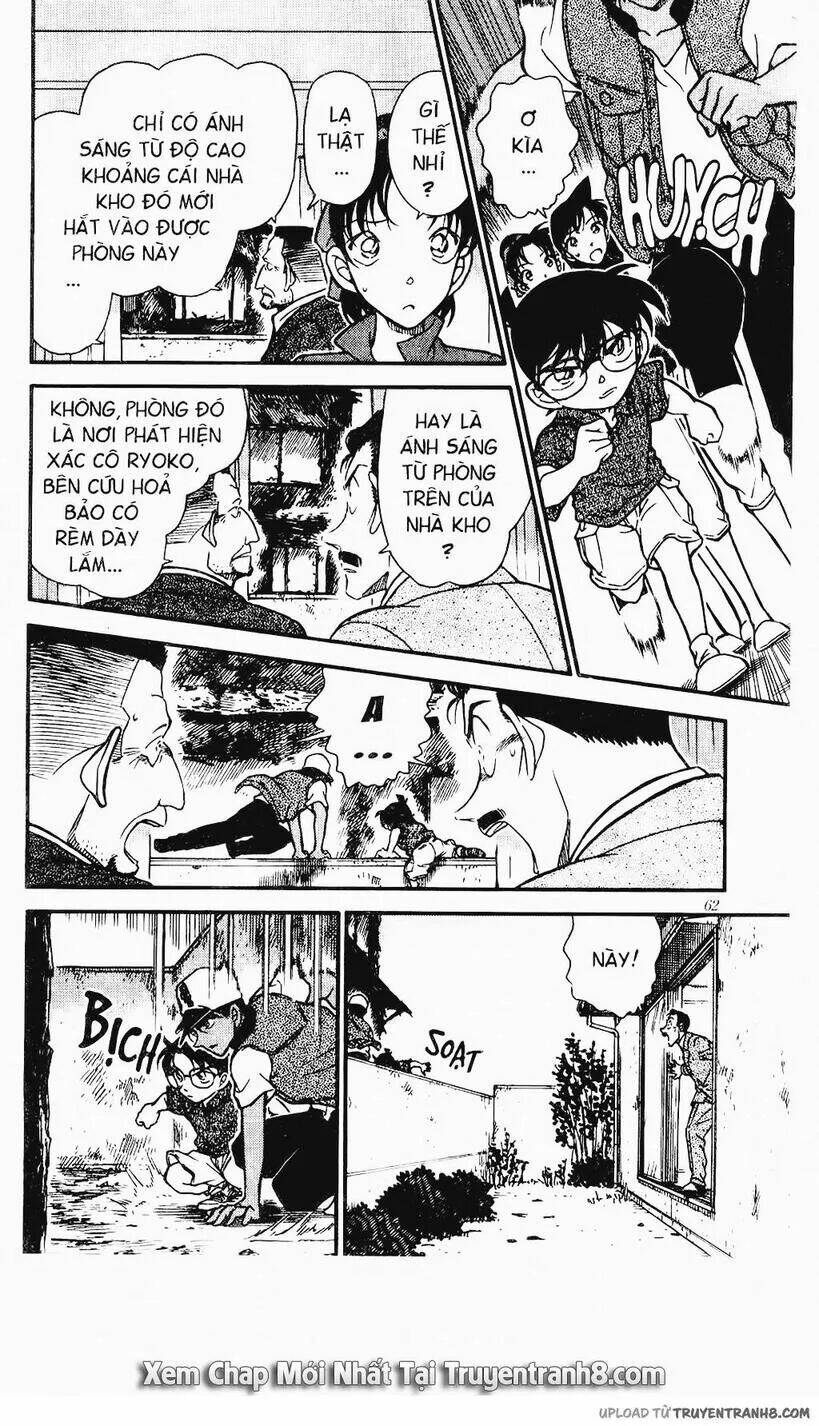 Ơ
KÌA
...
HUỴCH
GÌ
THẾ
NHỈ
?
LẠ
THẬT
...
CHỈ CÓ ÁNH
SÁNG TỪ ĐỘ CAO
KHOẢNG CÁI NHÀ
KHO ĐÓ MỚI
HẮT VÀO ĐƯỢC
PHÒNG NÀY
...
HAY LÀ
ÁNH SÁNG
TỪ PHÒNG
TRÊN CỦA
NHÀ KHO
?
KHÔNG, PHÒNG ĐÓ
LÀ NƠI PHÁT HIỆN
XÁC CÔ RYOKO,
BÊN CỨU HOẢ
BẢO CÓ
RÈM DÀY
LẮM...
A
...
62
NÀY!
SOẠT
BỊCH
Xem Chap Mới Nhất Tại Truyentranh8.com
UPLOAD TỪ TRUYENTRANH8.COM